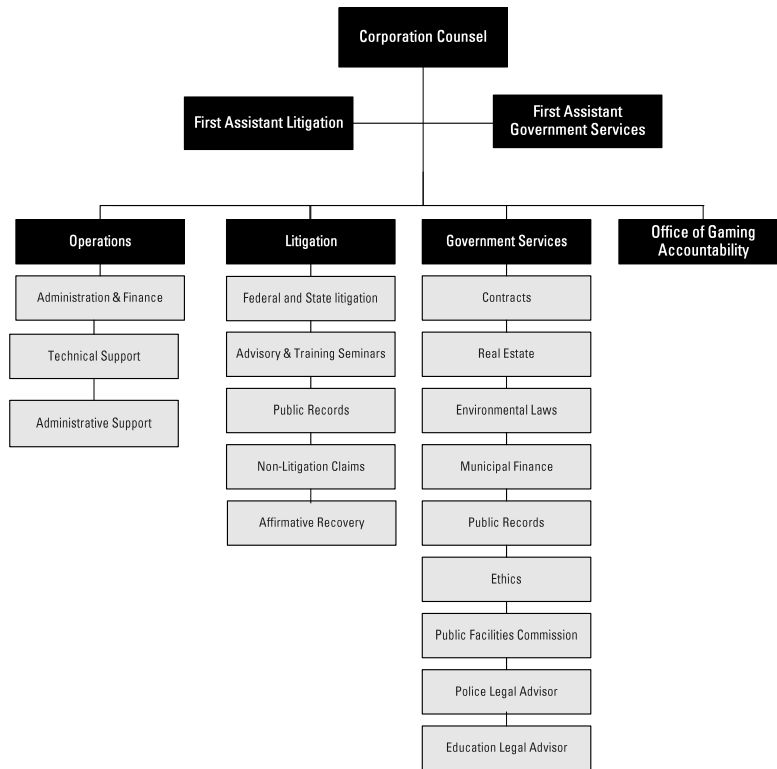 Corporation Counsel
First Assistant Litigation
First Assistant
Government Services
Operations
Litigation
Government Services
Office of Gaming
Accountability
Administration & Finance
Technical Support
Administrative Support
Federal and State litigation
Advisory & Training Seminars
Public Records
Non-Litigation Claims
Affirmative Recovery
Contracts
Real Estate
Environmental Laws
Municipal Finance
Public Records
Ethics
Public Facilities Commission
Police Legal Advisor
Education Legal Advisor